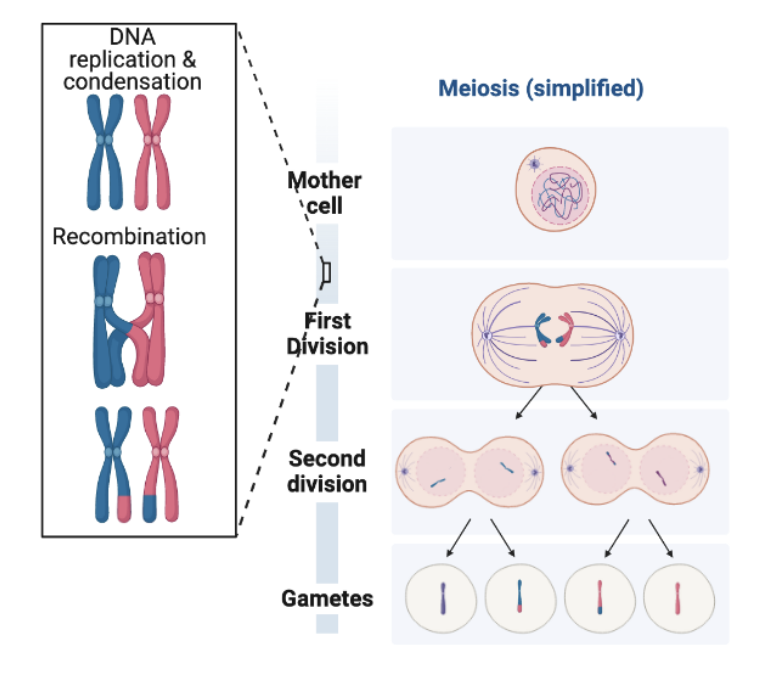 DNA
replication &
condensation
Recombination
Meiosis (simplified)
Mother
cell
First
Division
Second
division
Gametes